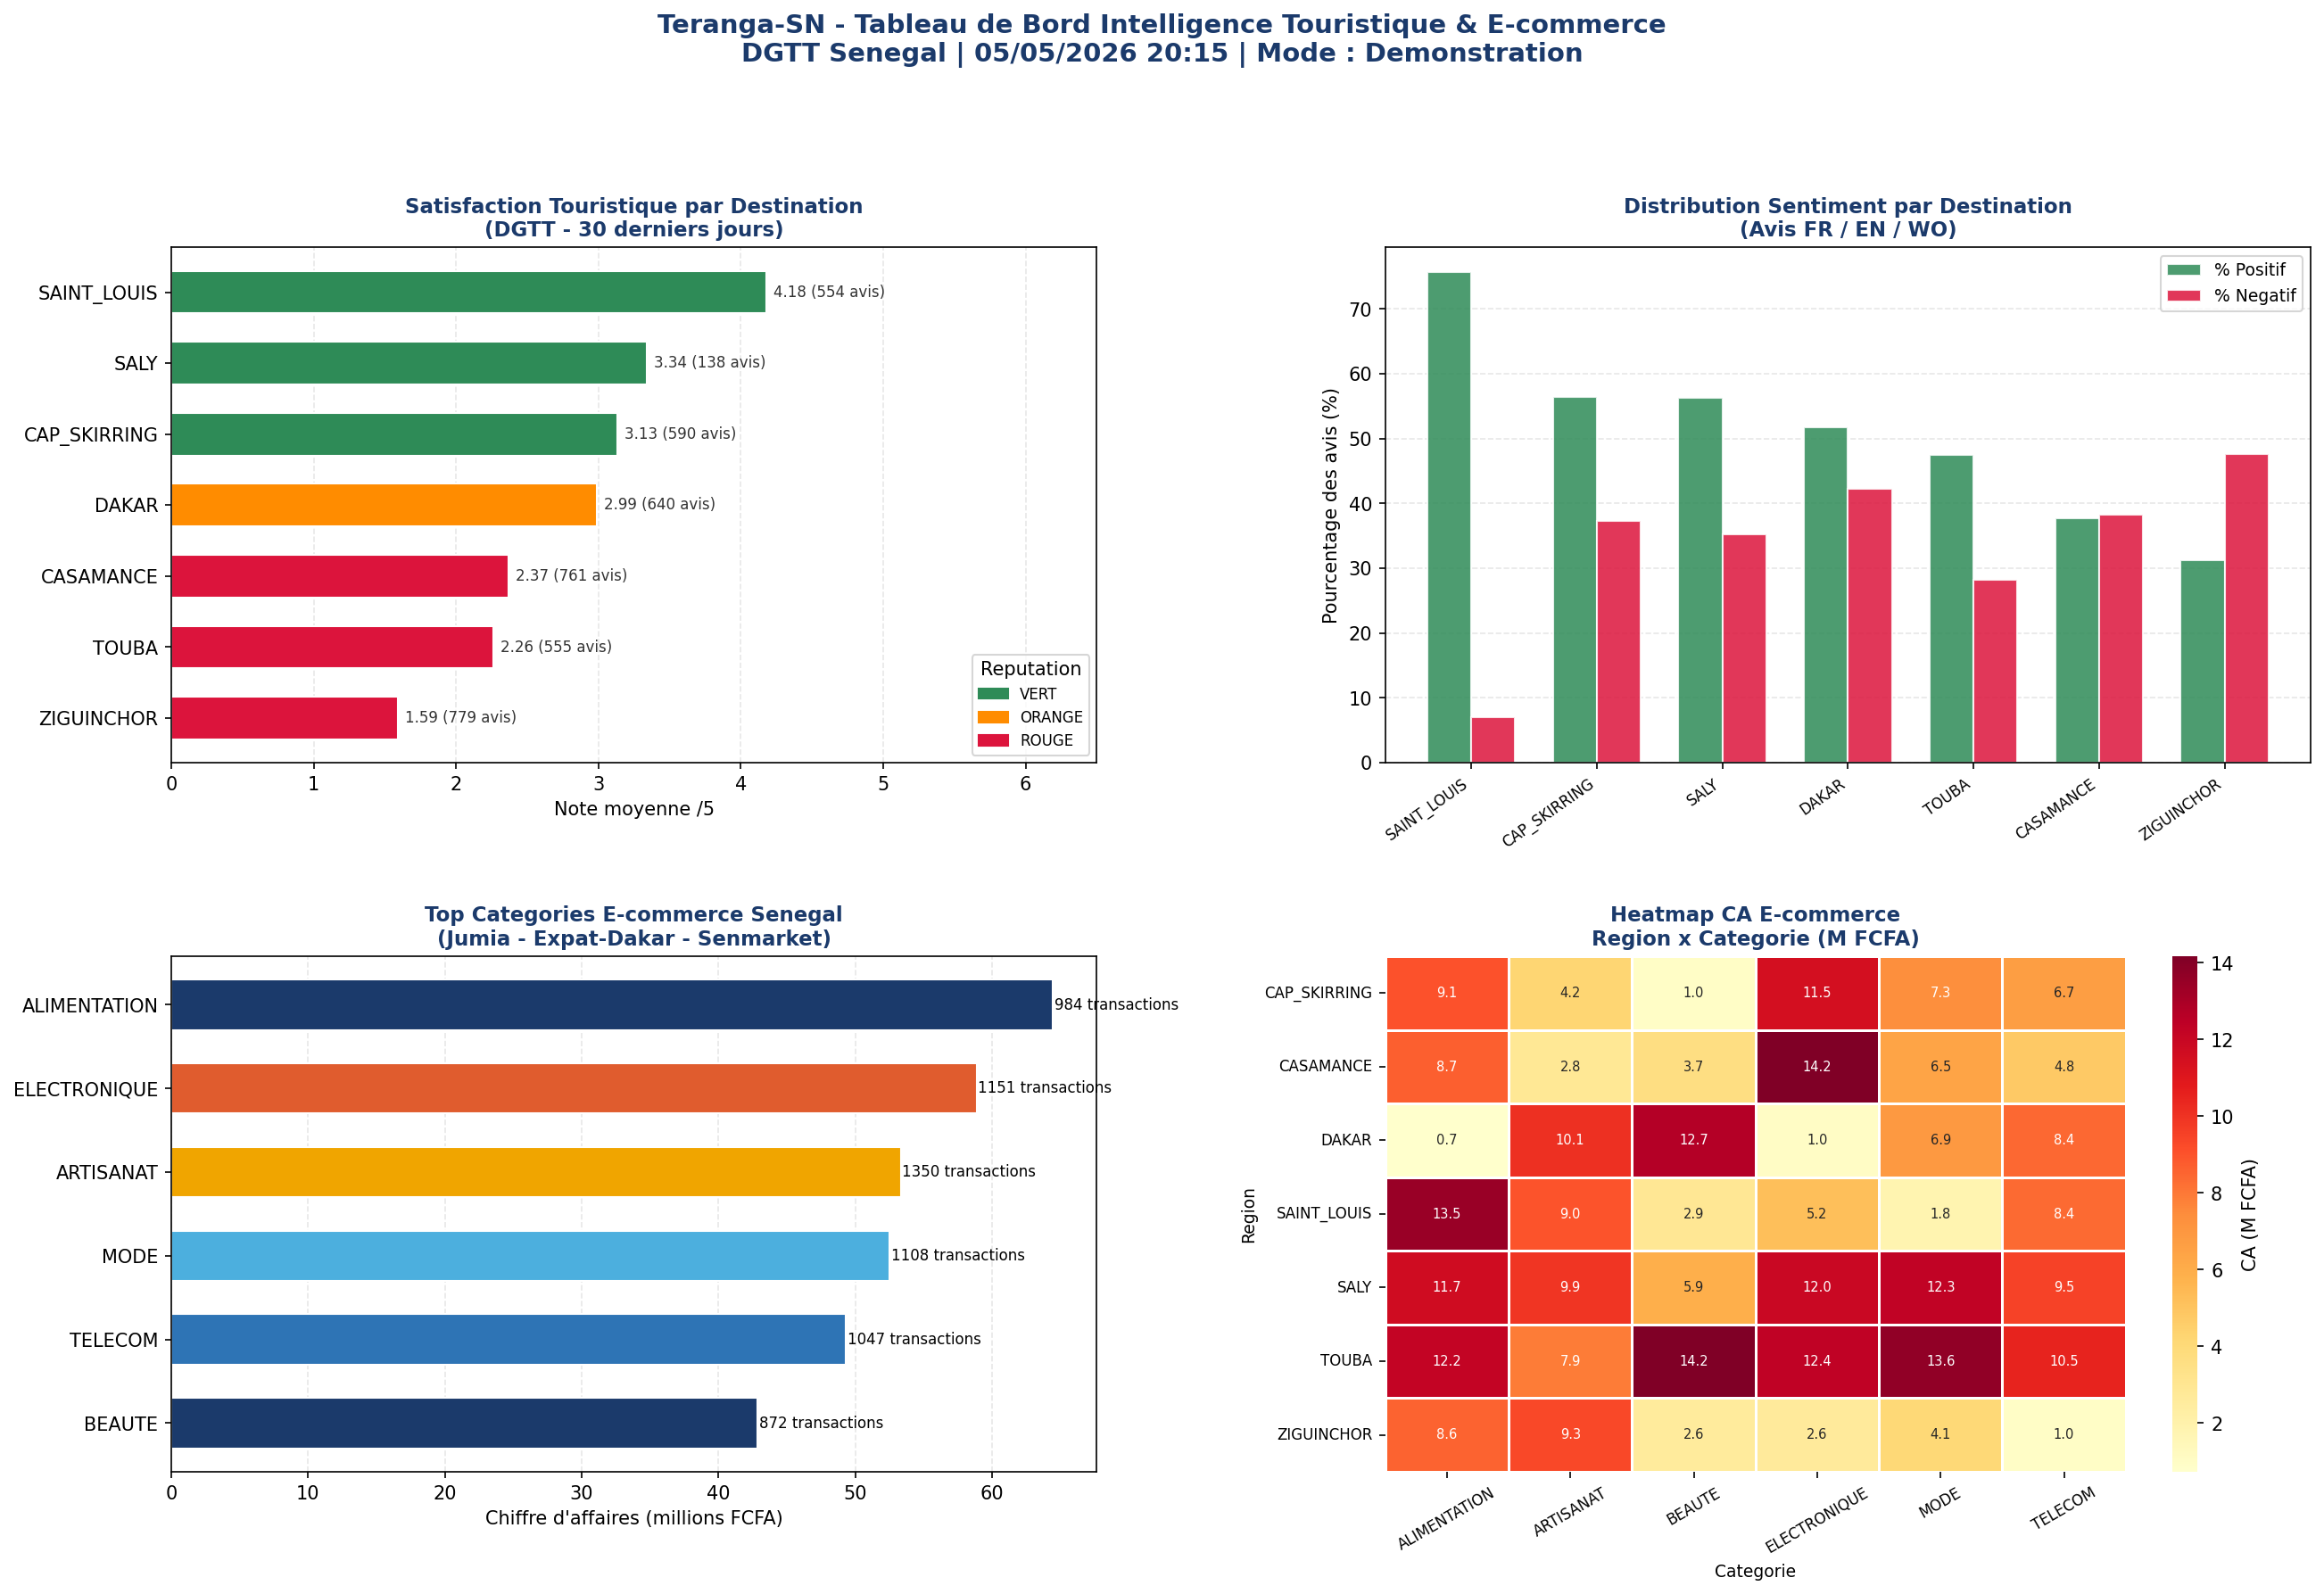 Teranga-SN - Tableau de Bord Intelligence Touristique & E-commerce
DGTT Senegal | 05/05/2026 20:15 | Mode : Demonstration
Satisfaction Touristique par Destination
(DGTT - 30 derniers jours)
SAINT_LOUIS
4.18 (554 avis)
SALY
3.34 (138 avis)
CAP_SKIRRING
3.13 (590 avis)
DAKAR
2.99 (640 avis)
CASAMANCE
2.37 (761 avis)
TOUBA
2.26 (555 avis)
ZIGUINCHOR
1.59 (779 avis)
Reputation
VERT
ORANGE
ROUGE
0 1 2 3 4 5 6
Note moyenne /5
Distribution Sentiment par Destination
(Avis FR / EN / WO)
% Positif
% Negatif
Pourcentage des avis (%)
70
60
50
40
30
20
10
0
SAINT_LOUIS CAP_SKIRRING SALY DAKAR TOUBA CASAMANCE ZIGUINCHOR
Top Categories E-commerce Senegal
(Jumia - Expat-Dakar - Senmarket)
ALIMENTATION
984 transactions
ELECTRONIQUE
1151 transactions
ARTISANAT
1350 transactions
MODE
1108 transactions
TELECOM
1047 transactions
BEAUTE
872 transactions
0 10 20 30 40 50 60
Chiffre d'affaires (millions FCFA)
Heatmap CA E-commerce
Region x Categorie (M FCFA)
Region
CAP_SKIRRING 9.1 4.2 1.0 11.5 7.3 6.7
CASAMANCE 8.7 2.8 3.7 14.2 6.5 4.8
DAKAR 0.7 10.1 12.7 1.0 6.9 8.4
SAINT_LOUIS 13.5 9.0 2.9 5.2 1.8 8.4
SALY 11.7 9.9 5.9 12.0 12.3 9.5
TOUBA 12.2 7.9 14.2 12.4 13.6 10.5
ZIGUINCHOR 8.6 9.3 2.6 2.6 4.1 1.0
ALIMENTATION ARTISANAT BEAUTE ELECTRONIQUE MODE TELECOM
Categorie
14
12
10
8
6
4
2
CA (M FCFA)